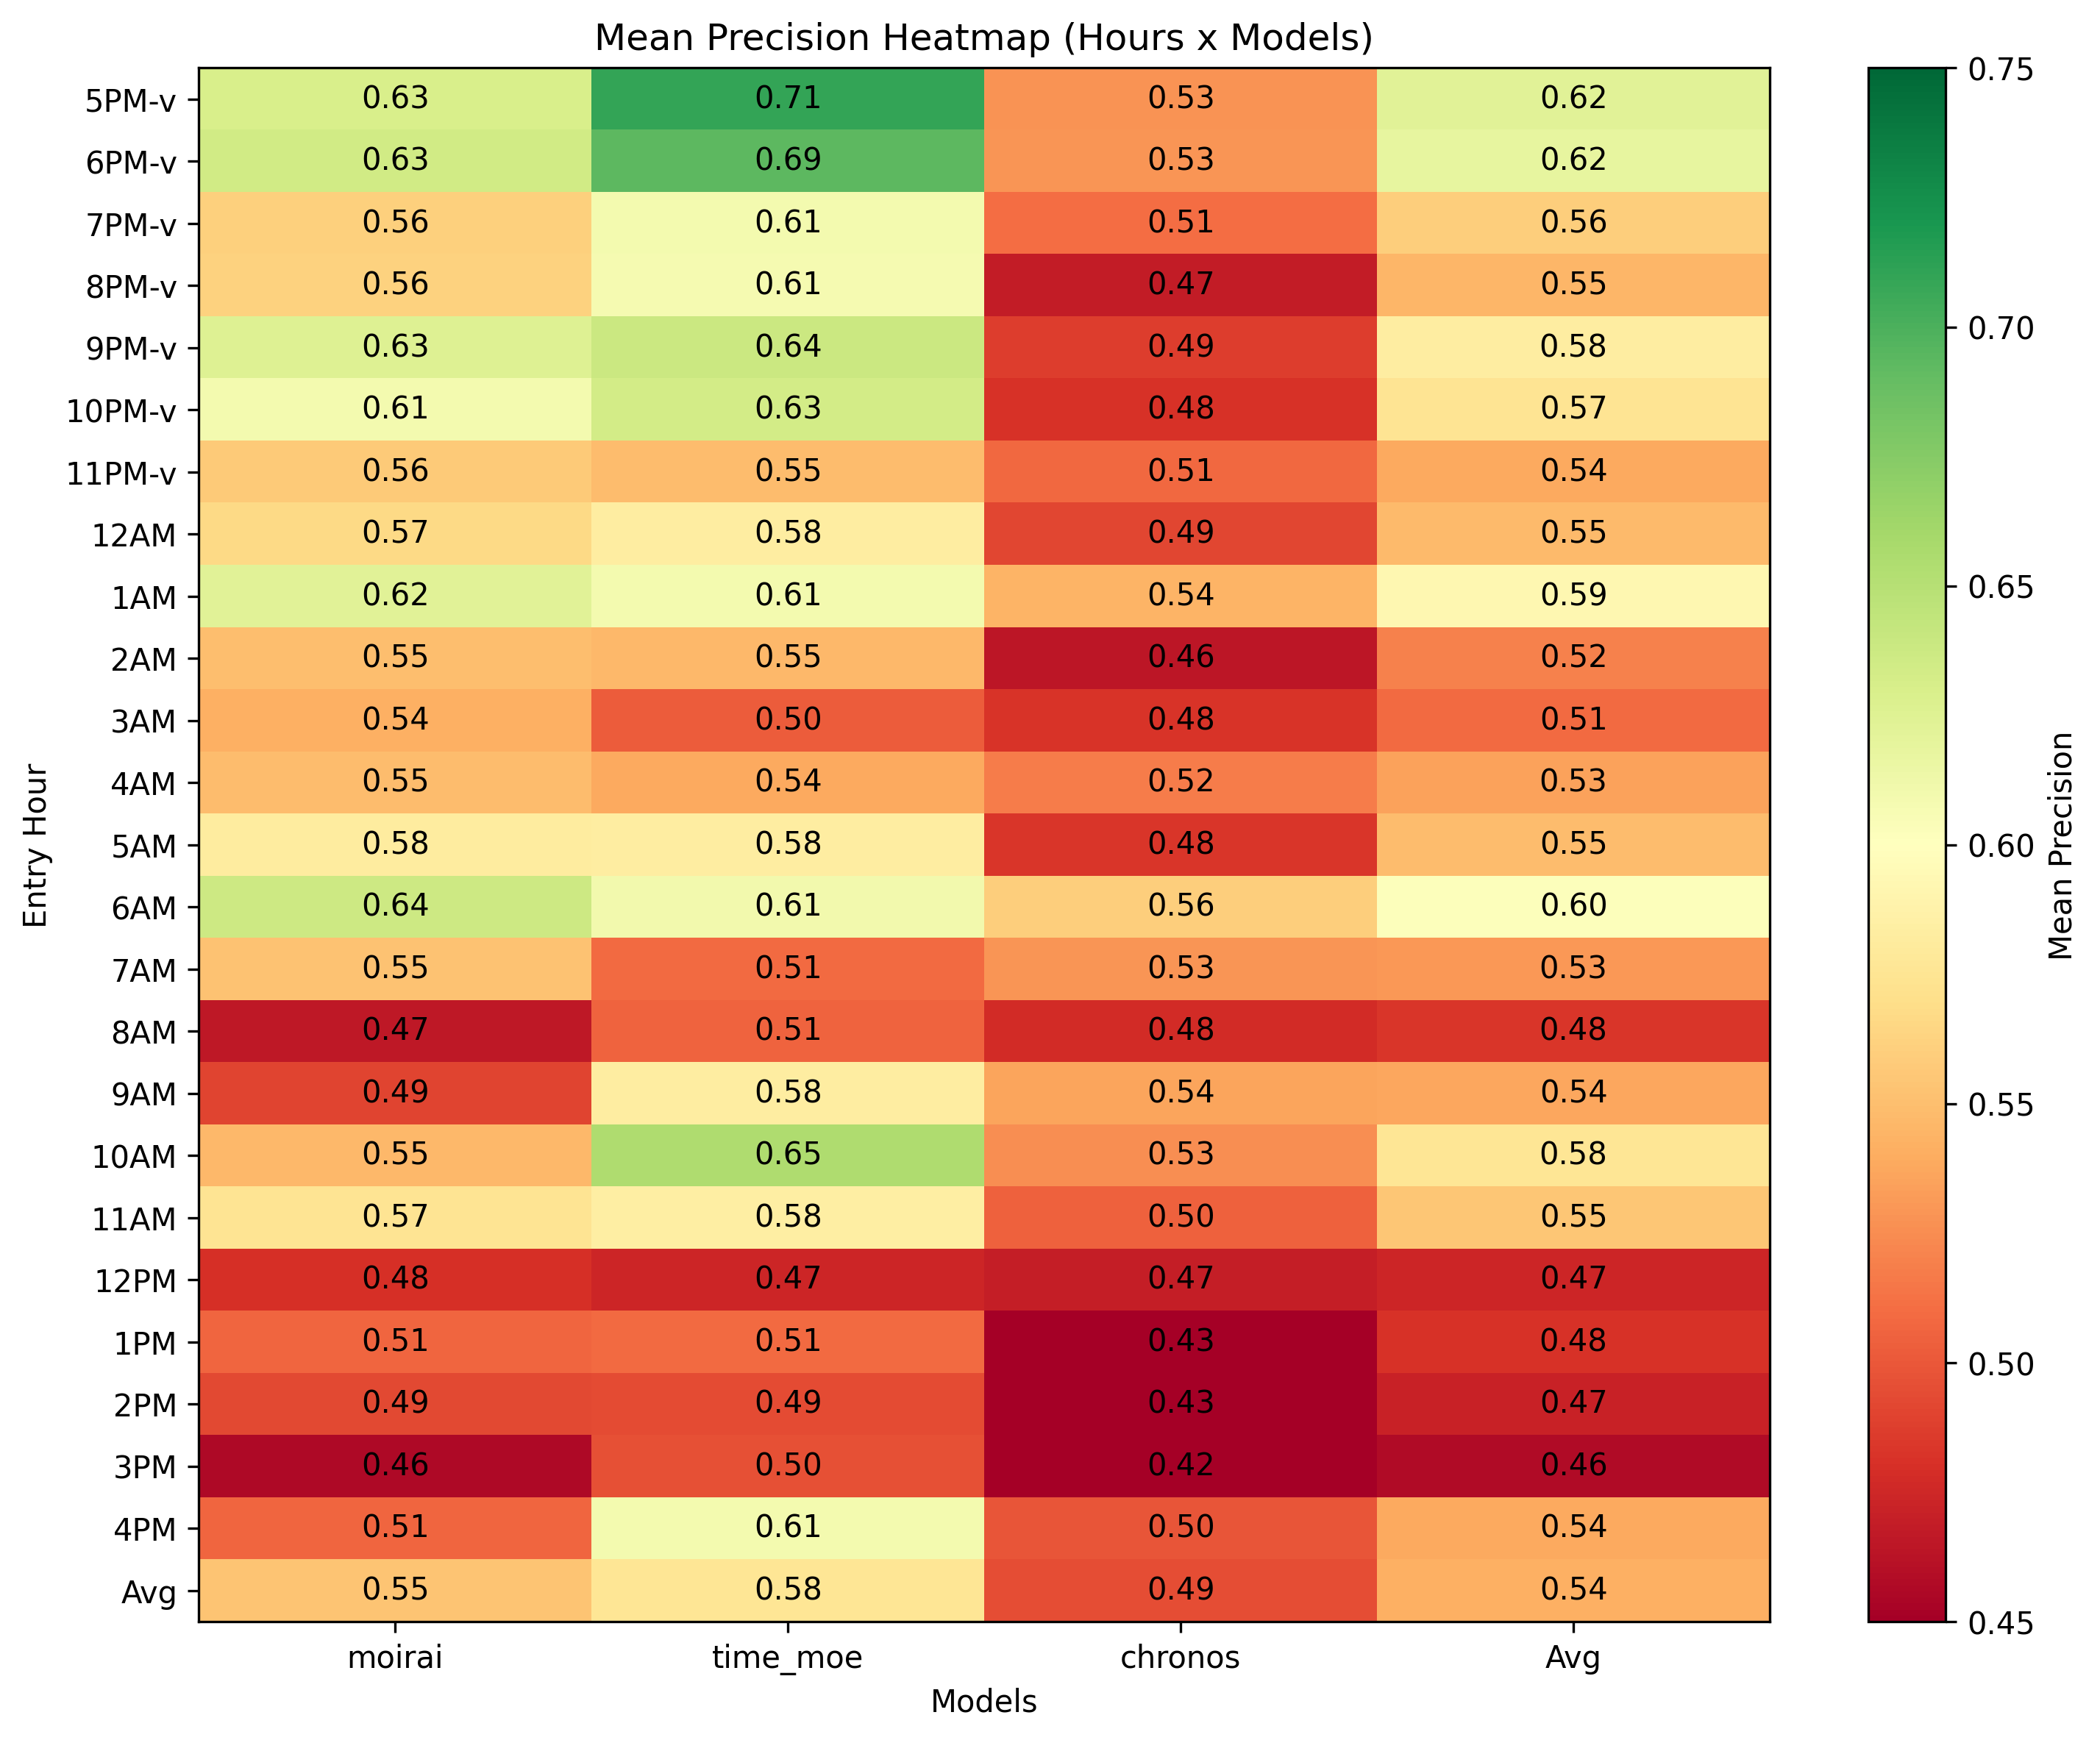 Mean Precision Heatmap (Hours x Models)
5PM-v 0.63 0.71 0.53 0.62
6PM-v 0.63 0.69 0.53 0.62
7PM-v 0.56 0.61 0.51 0.56
8PM-v 0.56 0.61 0.47 0.55
9PM-v 0.63 0.64 0.49 0.58
10PM-v 0.61 0.63 0.48 0.57
11PM-v 0.56 0.55 0.51 0.54
12AM 0.57 0.58 0.49 0.55
1AM 0.62 0.61 0.54 0.59
2AM 0.55 0.55 0.46 0.52
3AM 0.54 0.50 0.48 0.51
4AM 0.55 0.54 0.52 0.53
5AM 0.58 0.58 0.48 0.55
6AM 0.64 0.61 0.56 0.60
7AM 0.55 0.51 0.53 0.53
8AM 0.47 0.51 0.48 0.48
9AM 0.49 0.58 0.54 0.54
10AM 0.55 0.65 0.53 0.58
11AM 0.57 0.58 0.50 0.55
12PM 0.48 0.47 0.47 0.47
1PM 0.51 0.51 0.43 0.48
2PM 0.49 0.49 0.43 0.47
3PM 0.46 0.50 0.42 0.46
4PM 0.51 0.61 0.50 0.54
Avg 0.55 0.58 0.49 0.54
moirai time_moe chronos Avg
Models
Entry Hour
0.75
0.70
0.65
0.60
0.55
0.50
0.45
Mean Precision